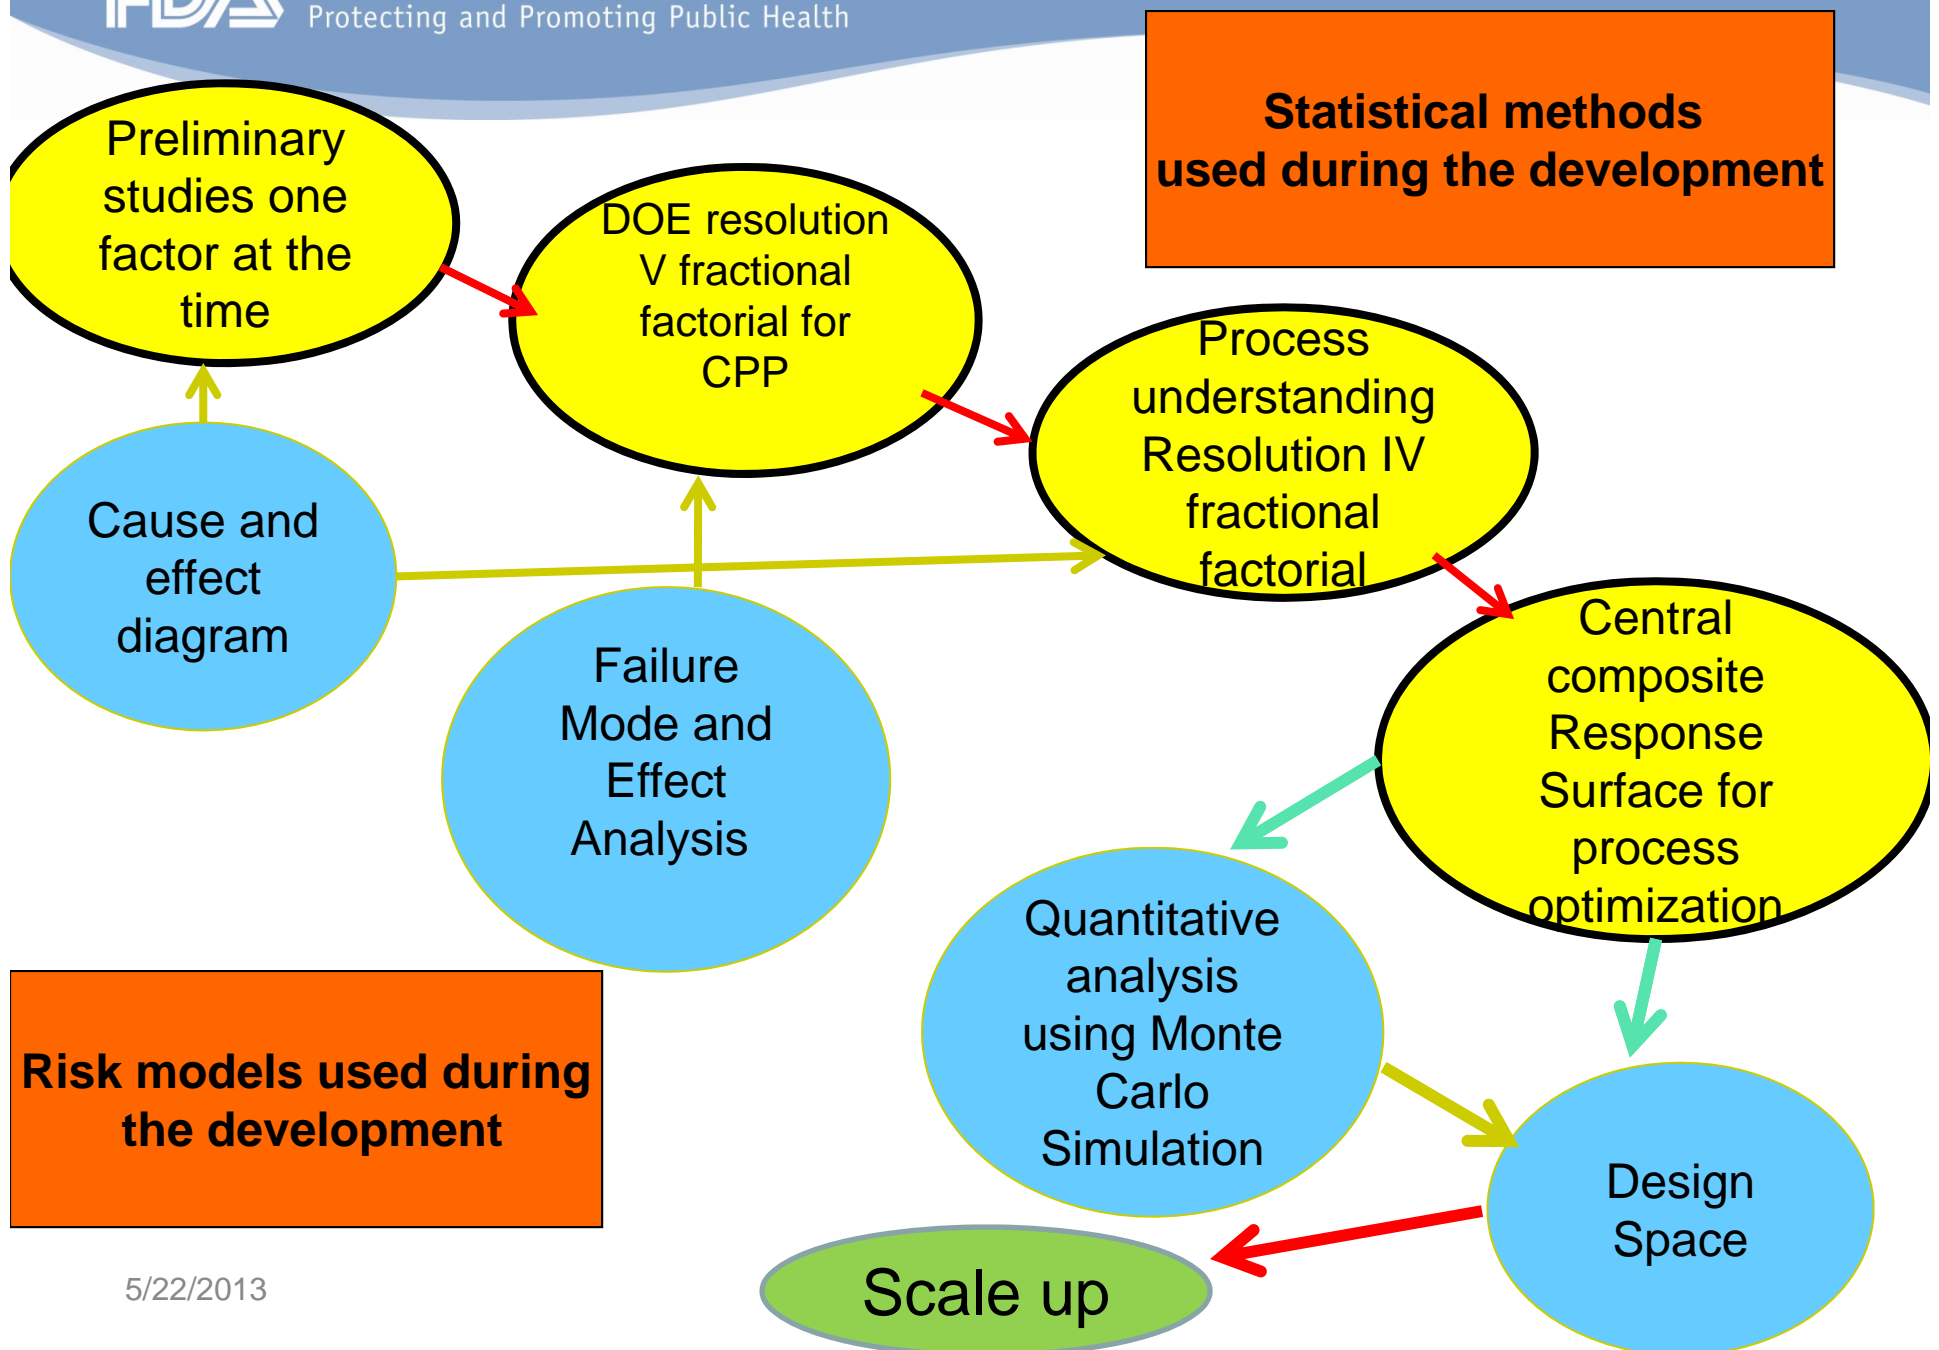 FDA Protecting and Promoting Public Health
Statistical methods
used during the development
Preliminary
studies one
factor at the
time
DOE resolution
V fractional
factorial for
CPP
Process
understanding
Resolution IV
fractional
factorial
Cause and
effect
diagram
Failure
Mode and
Effect
Analysis
Central
composite
Response
Surface for
process
optimization
Quantitative
analysis
using Monte
Carlo
Simulation
Risk models used during
the development
Design
Space
Scale up
5/22/2013